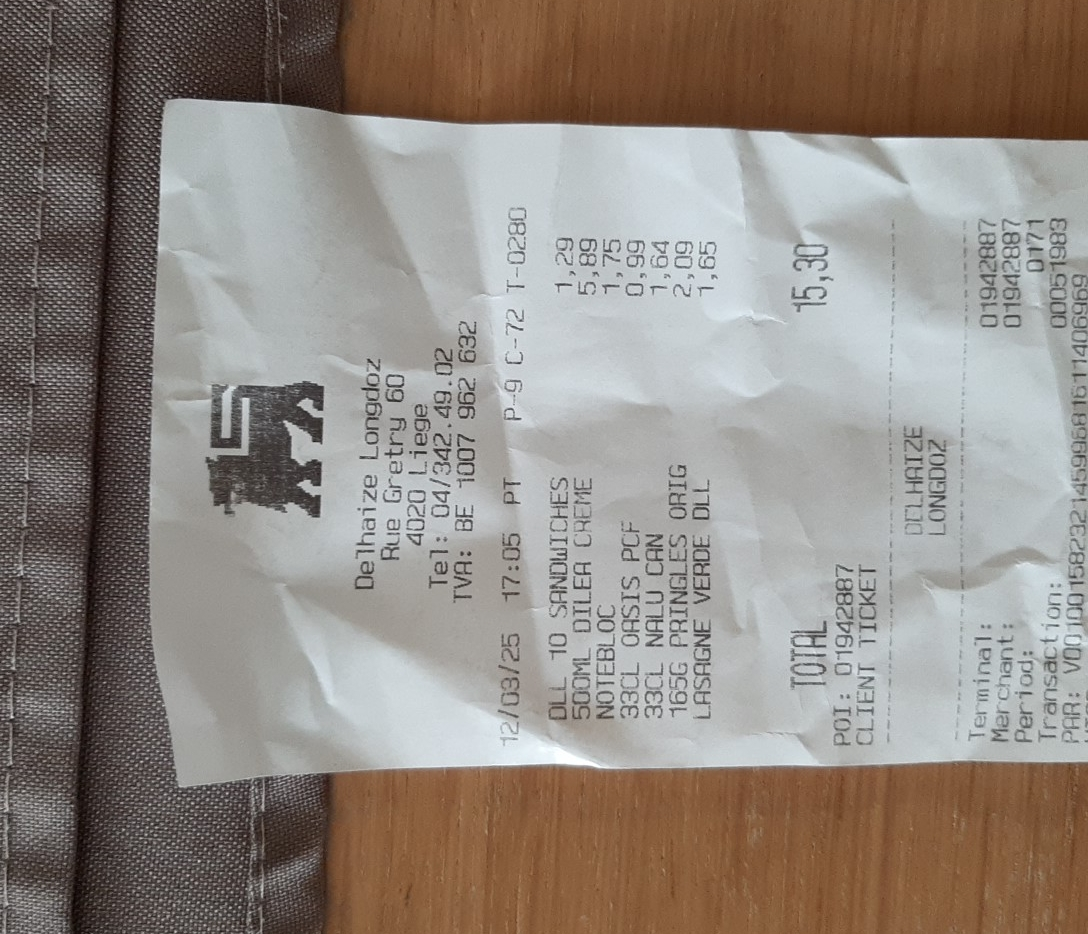 Delhaize Longdoz
Rue Gretry 60
4020 Liege
Tel: 04/342.49.02
TVA: BE 1007 962 632
12/03/25 17:05 PT P-9 C-72 T-0280
DLL 10 SANDWICHES 1,29
500ML DILEA CREME 5,89
NOTEBLOC 1,75
33CL OASIS PCF 0,99
33CL NALU CAN 1,64
165G PRINGLES ORIG 2,09
LASAGNE VERDE DLL 1,65
TOTAL 15,30
POI: 01942887
CLIENT TICKET
DELHAIZE
LONGDOZ
Terminal: 01942887
Merchant: 01942887
Period: 0171
Transaction: 00051983
PAR: